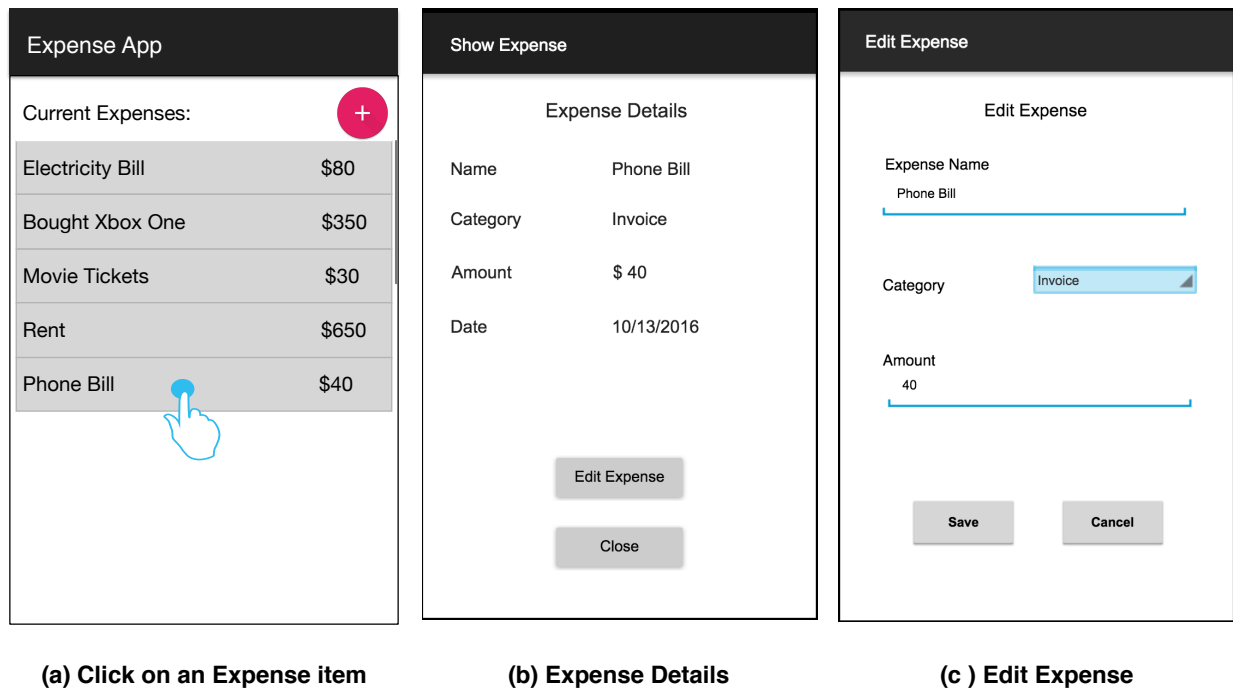 Expense App
Current Expenses:
+
Electricity Bill $80
Bought Xbox One $350
Movie Tickets $30
Rent $650
Phone Bill $40
(a) Click on an Expense item
Show Expense
Expense Details
Name Phone Bill
Category Invoice
Amount $ 40
Date 10/13/2016
Edit Expense
Close
(b) Expense Details
Edit Expense
Edit Expense
Expense Name
Phone Bill
Category Invoice
Amount
40
Save Cancel
(c ) Edit Expense